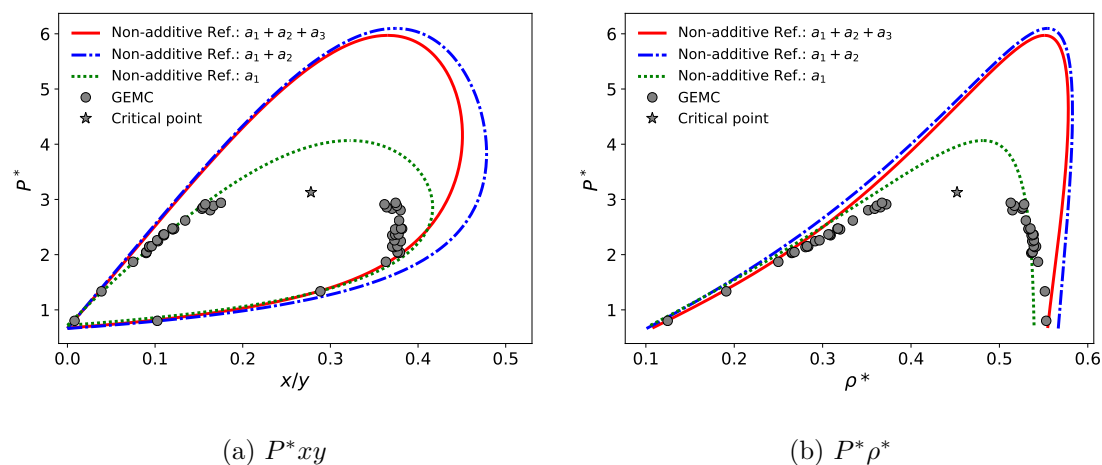 Non-additive Ref.: a₁ + a₂ + a₃
Non-additive Ref.: a₁ + a₂
Non-additive Ref.: a₁
GEMC
Critical point
P*
6
5
4
3
2
1
0.0 0.1 0.2 0.3 0.4 0.5
x/y
(a) P*xy
Non-additive Ref.: a₁ + a₂ + a₃
Non-additive Ref.: a₁ + a₂
Non-additive Ref.: a₁
GEMC
Critical point
P*
6
5
4
3
2
1
0.1 0.2 0.3 0.4 0.5 0.6
ρ*
(b) P*ρ*